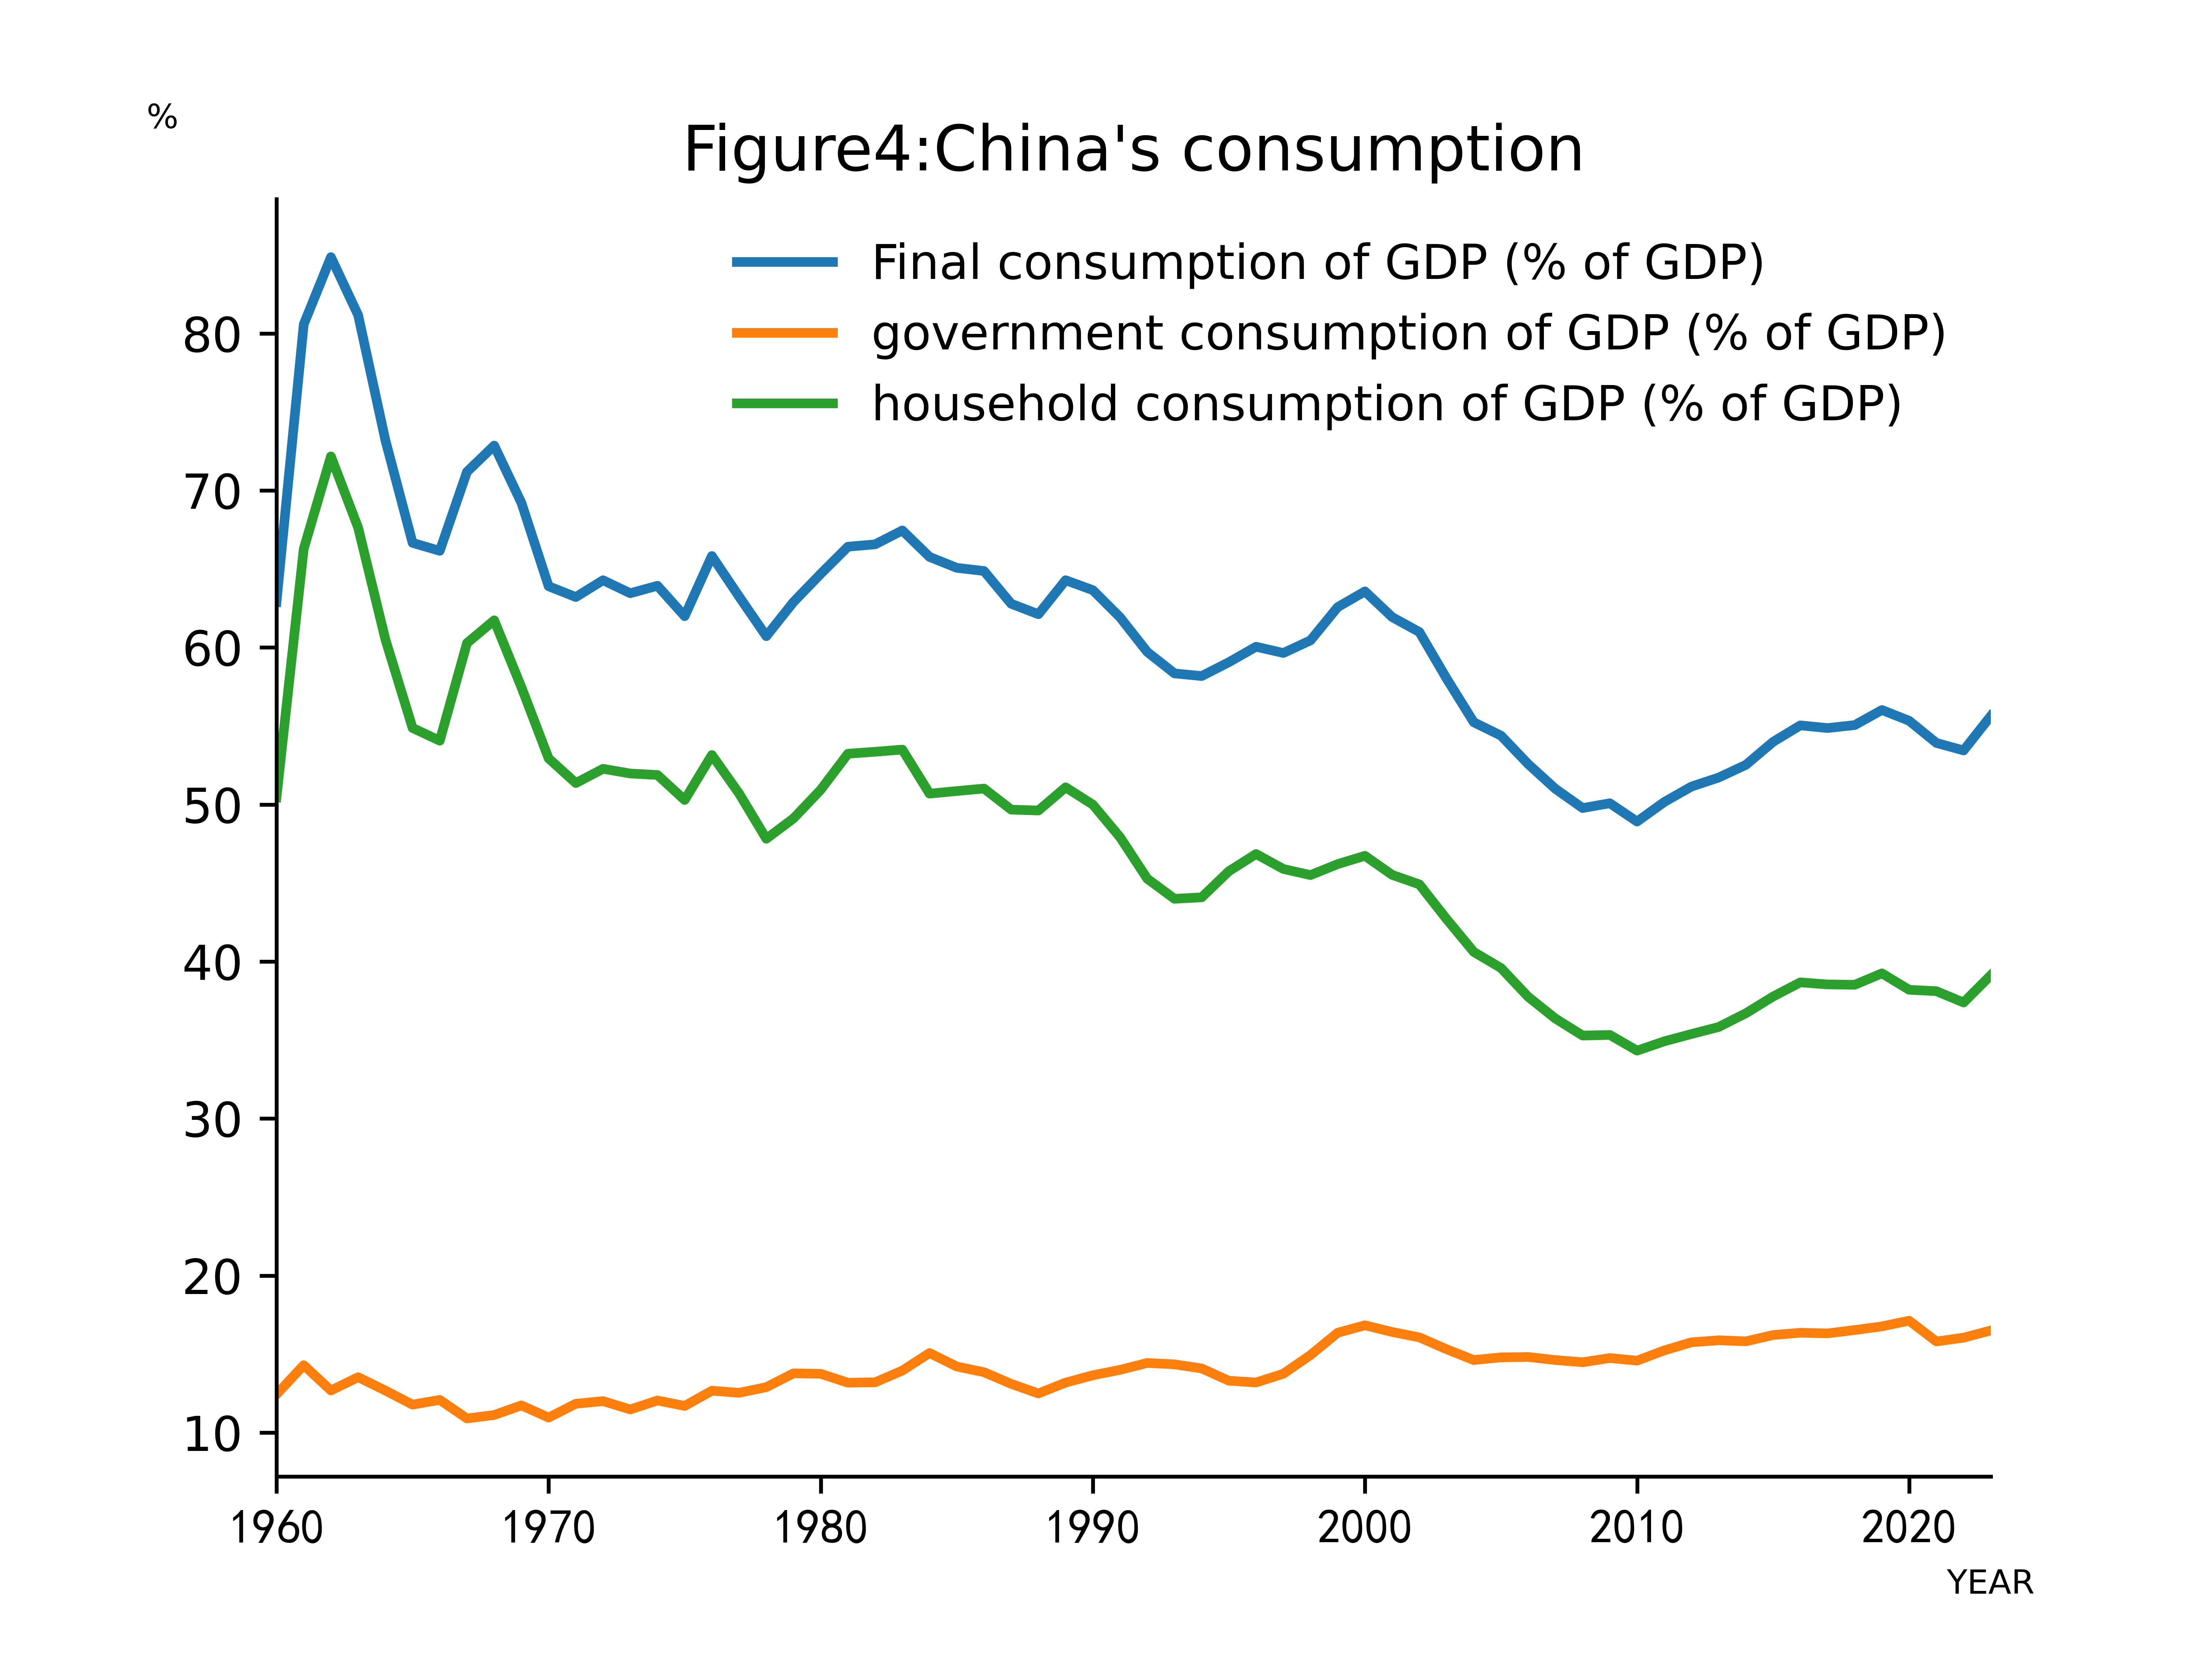 %
Figure4:China's consumption
Final consumption of GDP (% of GDP)
government consumption of GDP (% of GDP)
household consumption of GDP (% of GDP)
80
70
60
50
40
30
20
10
1960 1970 1980 1990 2000 2010 2020
YEAR